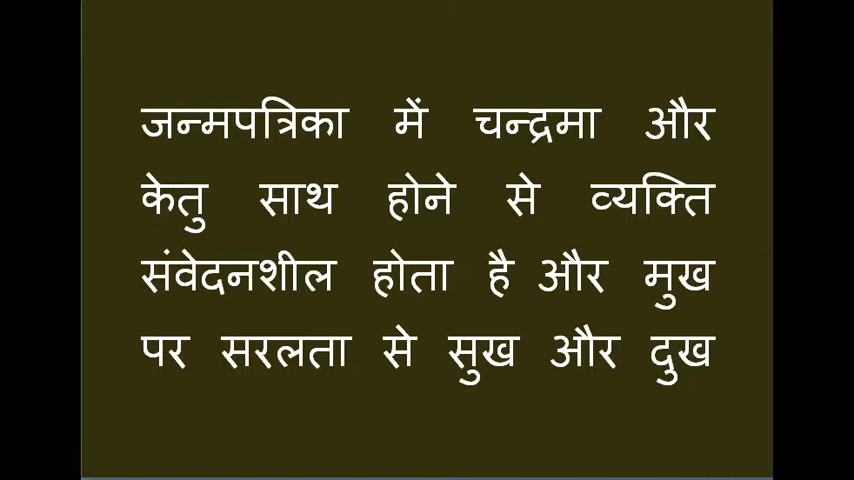 जन्मपत्रिका में चन्द्रमा और
केतु साथ होने से व्यक्ति
संवेदनशील होता है और मुख
पर सरलता से सुख और दुख